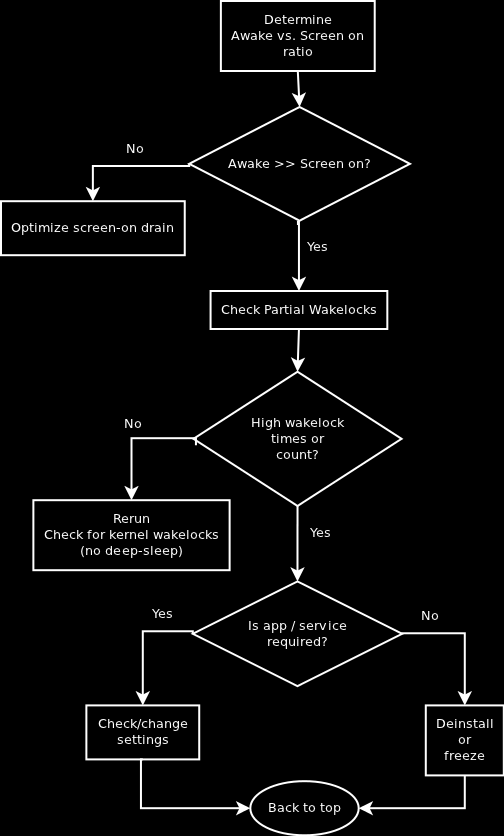 Determine
Awake vs. Screen on
ratio
Awake >> Screen on?
No
Optimize screen-on drain
Yes
Check Partial Wakelocks
High wakelock
times or
count?
No
Rerun
Check for kernel wakelocks
(no deep-sleep)
Yes
Is app / service
required?
Yes
No
Check/change
settings
Deinstall
or
freeze
Back to top